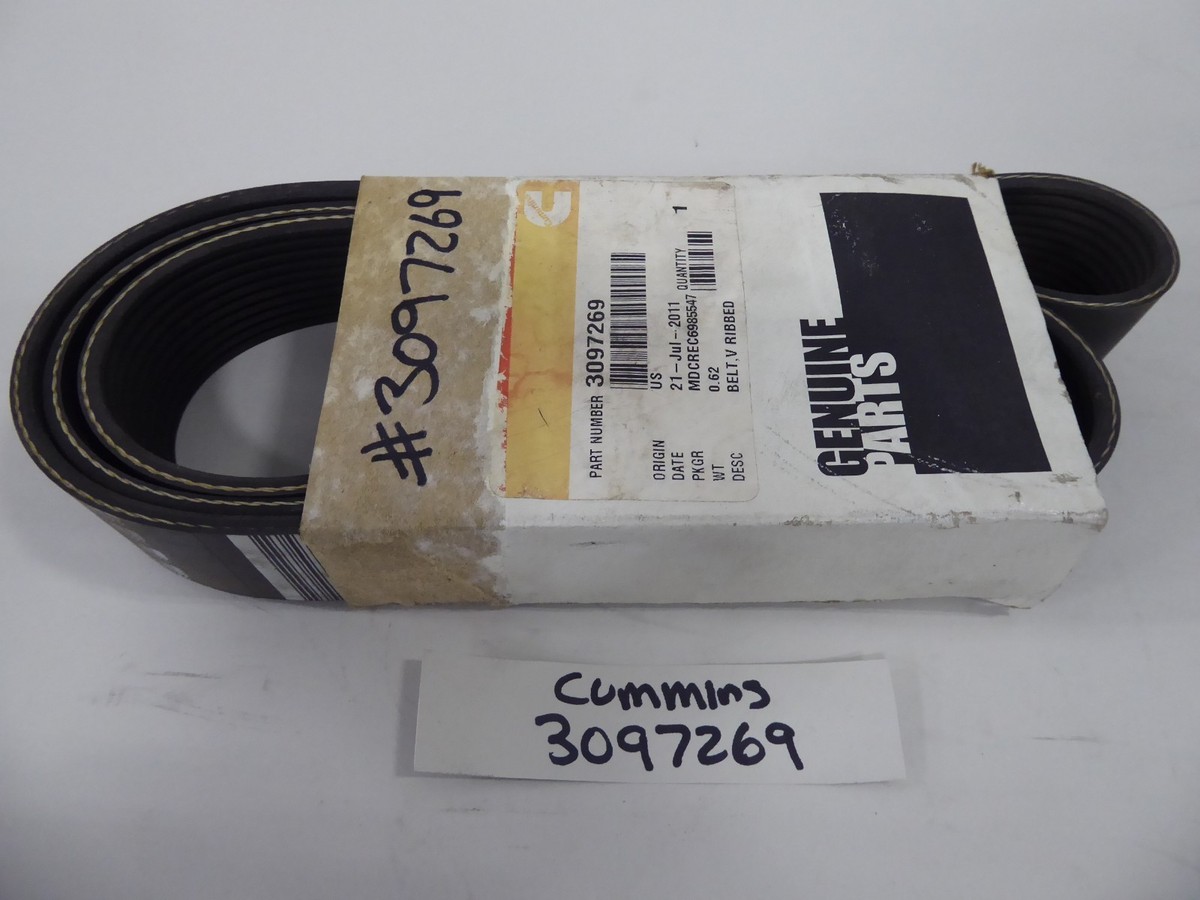 #3097269
PART NUMBER 3097269
ORIGIN US
DATE 21-Jul-2011 QUANTITY 1
PKGR MDCREC6985547
WT 0.62
DESC BELT,V RIBBED
GENUINE
PARTS
Cummins
3097269